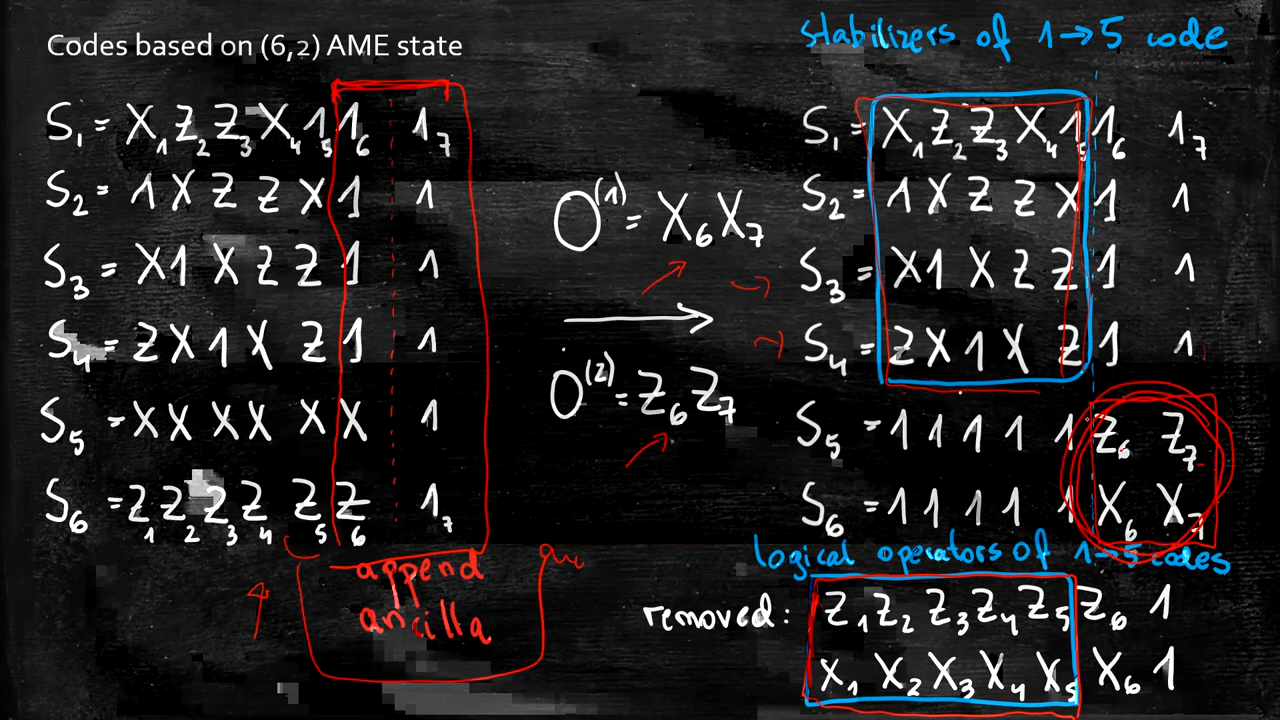 Codes based on (6,2) AME state
S₁ = X₁ Z₂ Z₃ X₄ 1₅ 1₆ 1₇
S₂ = 1 X Z Z X 1 1
S₃ = X 1 X Z Z 1 1
S₄ = Z X 1 X Z 1 1
S₅ = X X X X X X 1
S₆ = Z₁ Z₂ Z₃ Z₄ Z₅ Z₆ 1₇
append
ancilla
O⁽¹⁾ = X₆ X₇
O⁽²⁾ = Z₆ Z₇
stabilizers of 1→5 code
S₁ = X₁ Z₂ Z₃ X₄ 1₅ 1₆ 1₇
S₂ = 1 X Z Z X 1 1
S₃ = X 1 X Z Z 1 1
S₄ = Z X 1 X Z 1 1
S₅ = 1 1 1 1 1 Z₆ Z₇
S₆ = 1 1 1 1 1 X₆ X₇
logical operators of 1→5 codes
removed: Z₁ Z₂ Z₃ Z₄ Z₅ Z₆ 1
X₁ X₂ X₃ X₄ X₅ X₆ 1